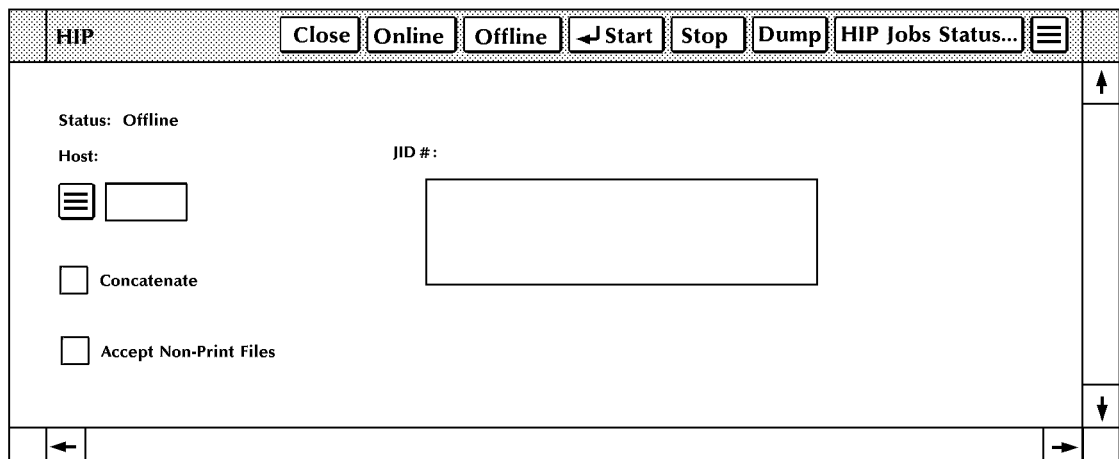 HIP Close Online Offline Start Stop Dump HIP Jobs Status...
Status: Offline
Host: JID #:
Concatenate
Accept Non-Print Files